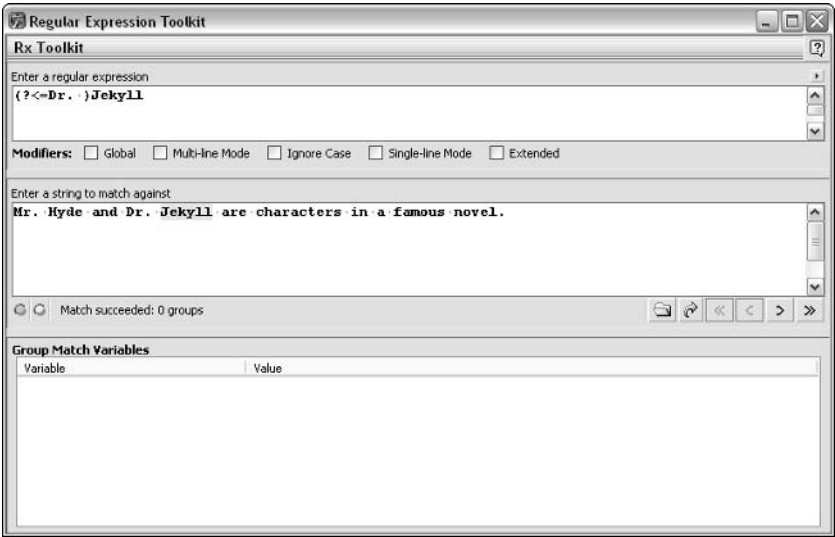 Regular Expression Toolkit
Rx Toolkit
Enter a regular expression
(?<=Dr. )Jekyll
Modifiers: Global Multi-line Mode Ignore Case Single-line Mode Extended
Enter a string to match against
Mr. Hyde and Dr. Jekyll are characters in a famous novel.
Match succeeded: 0 groups
Group Match Variables
Variable Value